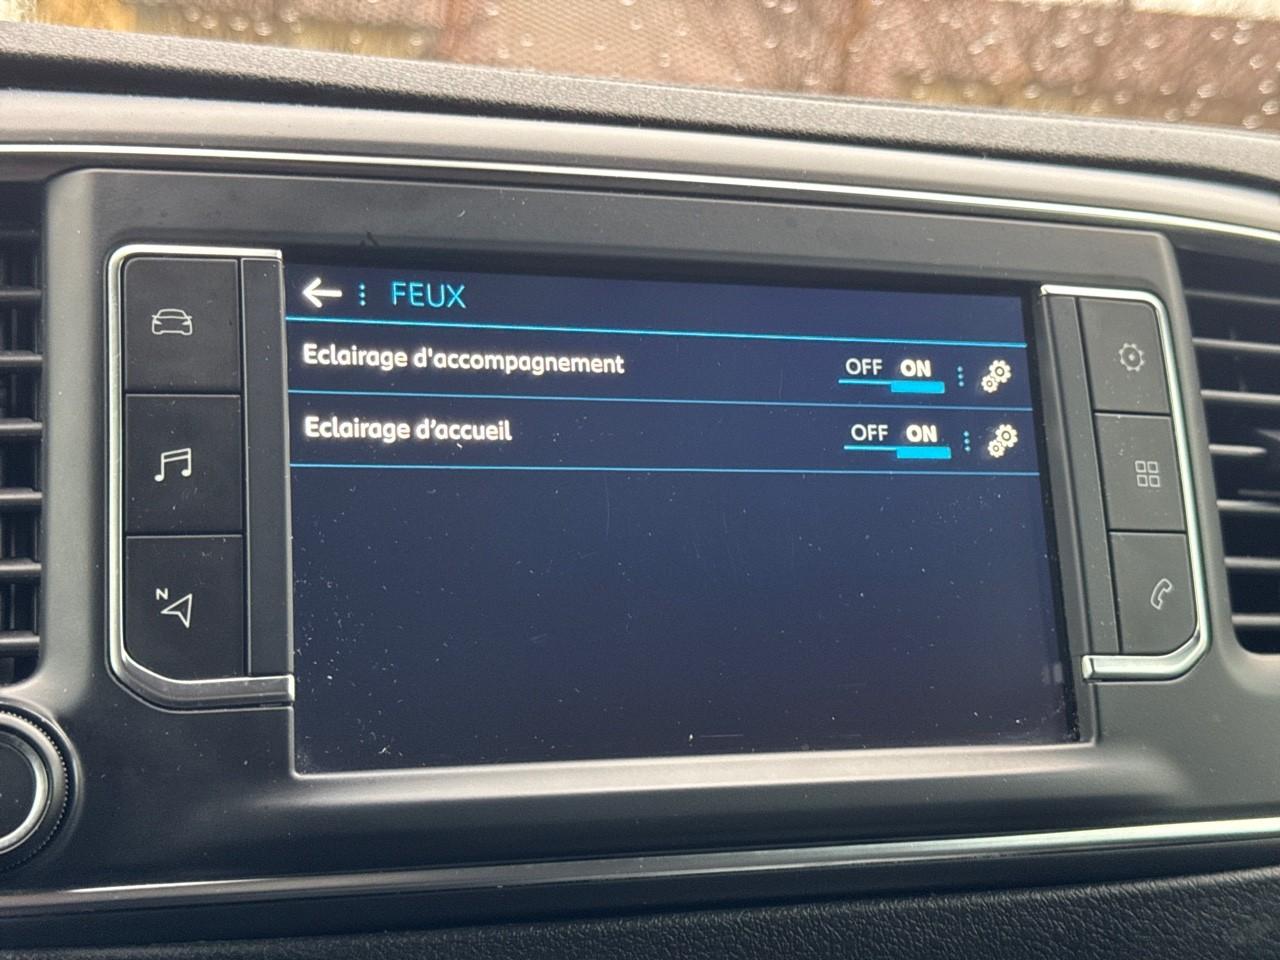 FEUX
Eclairage d'accompagnement OFF ON
Eclairage d’accueil OFF ON
N